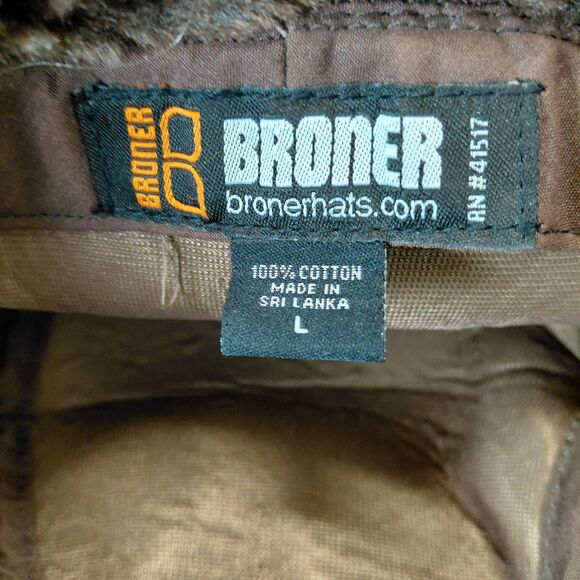 BRONER
BRONER
bronerhats.com
RN #41517
100% COTTON
MADE IN
SRI LANKA
L